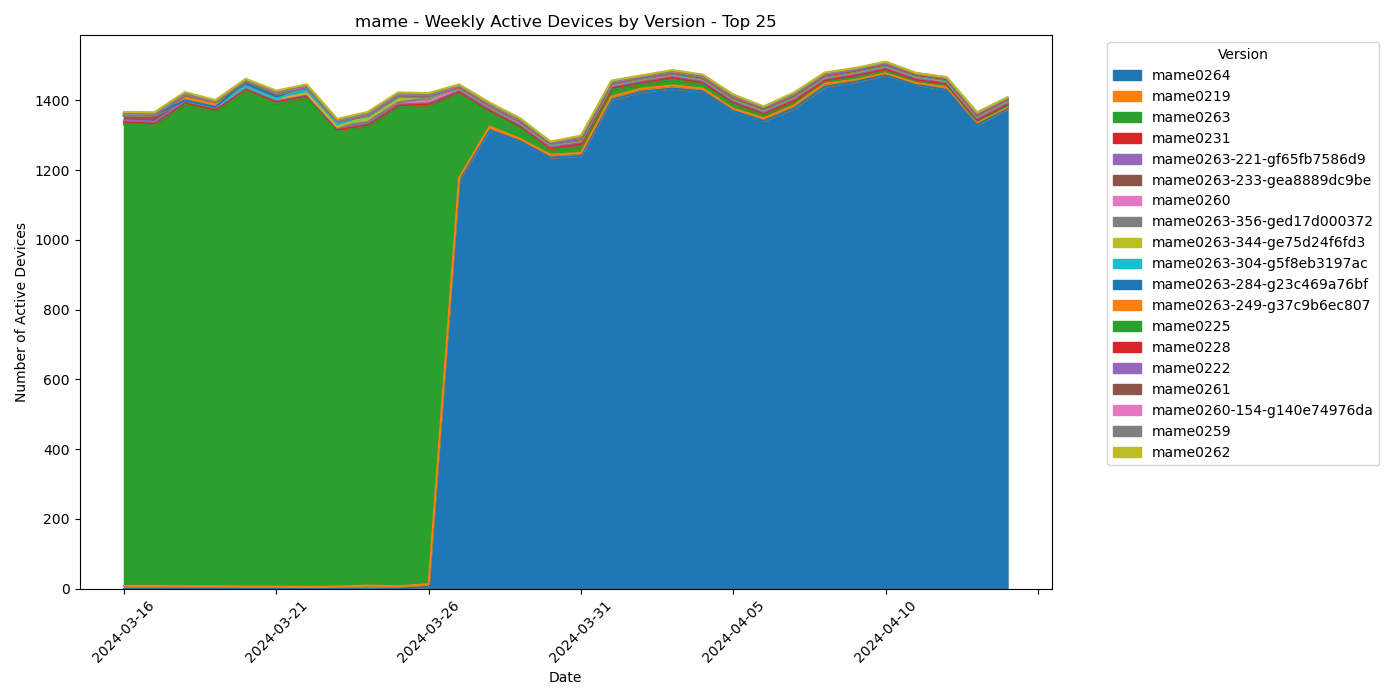 mame - Weekly Active Devices by Version - Top 25
Number of Active Devices
1400
1200
1000
800
600
400
200
0
2024-03-16
2024-03-21
2024-03-26
2024-03-31
2024-04-05
2024-04-10
Date
Version
mame0264
mame0219
mame0263
mame0231
mame0263-221-gf65fb7586d9
mame0263-233-gea8889dc9be
mame0260
mame0263-356-ged17d000372
mame0263-344-ge75d24f6fd3
mame0263-304-g5f8eb3197ac
mame0263-284-g23c469a76bf
mame0263-249-g37c9b6ec807
mame0225
mame0228
mame0222
mame0261
mame0260-154-g140e74976da
mame0259
mame0262